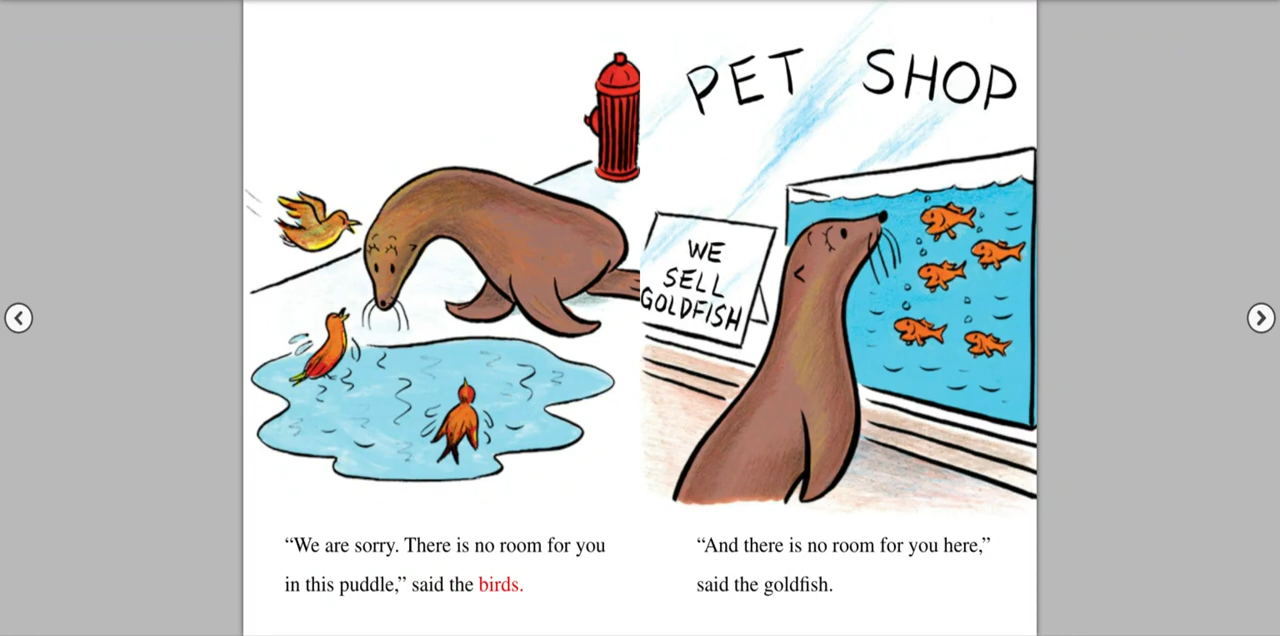 PET SHOP
WE
SELL
GOLDFISH
“We are sorry. There is no room for you
in this puddle,” said the birds.
“And there is no room for you here,”
said the goldfish.